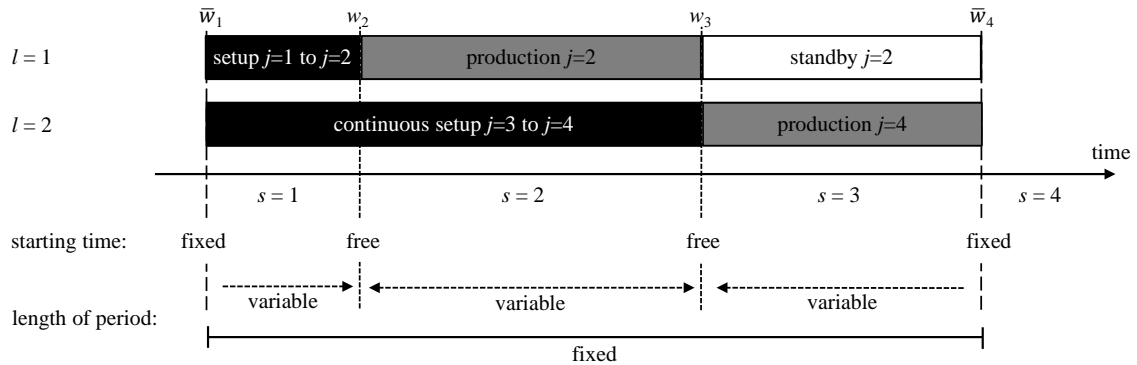 w̅₁ w₂ w₃ w̅₄
l = 1 setup j=1 to j=2 production j=2 standby j=2
l = 2 continuous setup j=3 to j=4 production j=4
time
s = 1 s = 2 s = 3 s = 4
starting time: fixed free free fixed
variable variable variable
length of period:
fixed